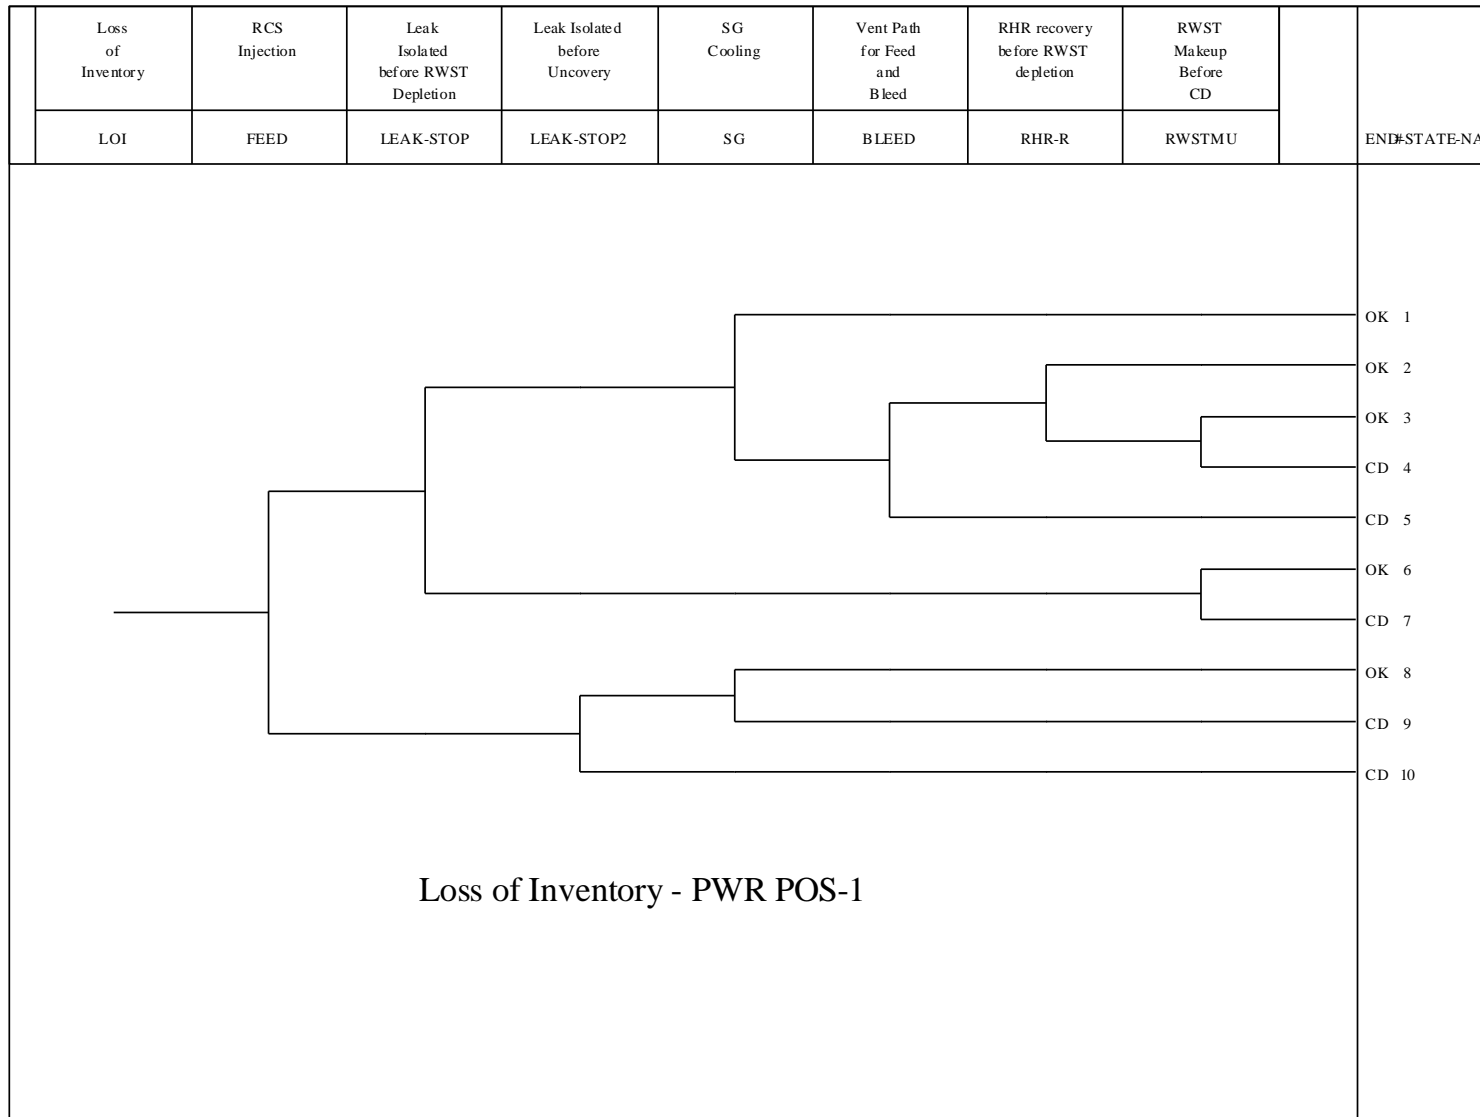 Loss
of
Inventory
RCS
Injection
Leak
Isolated
before RWST
Depletion
Leak Isolated
before
Uncovery
SG
Cooling
Vent Path
for Feed
and
Bleed
RHR recovery
before RWST
depletion
RWST
Makeup
Before
CD
LOI
FEED
LEAK-STOP
LEAK-STOP2
SG
BLEED
RHR-R
RWSTMU
END#STATE-NA
OK 1
OK 2
OK 3
CD 4
CD 5
OK 6
CD 7
OK 8
CD 9
CD 10
Loss of Inventory - PWR POS-1